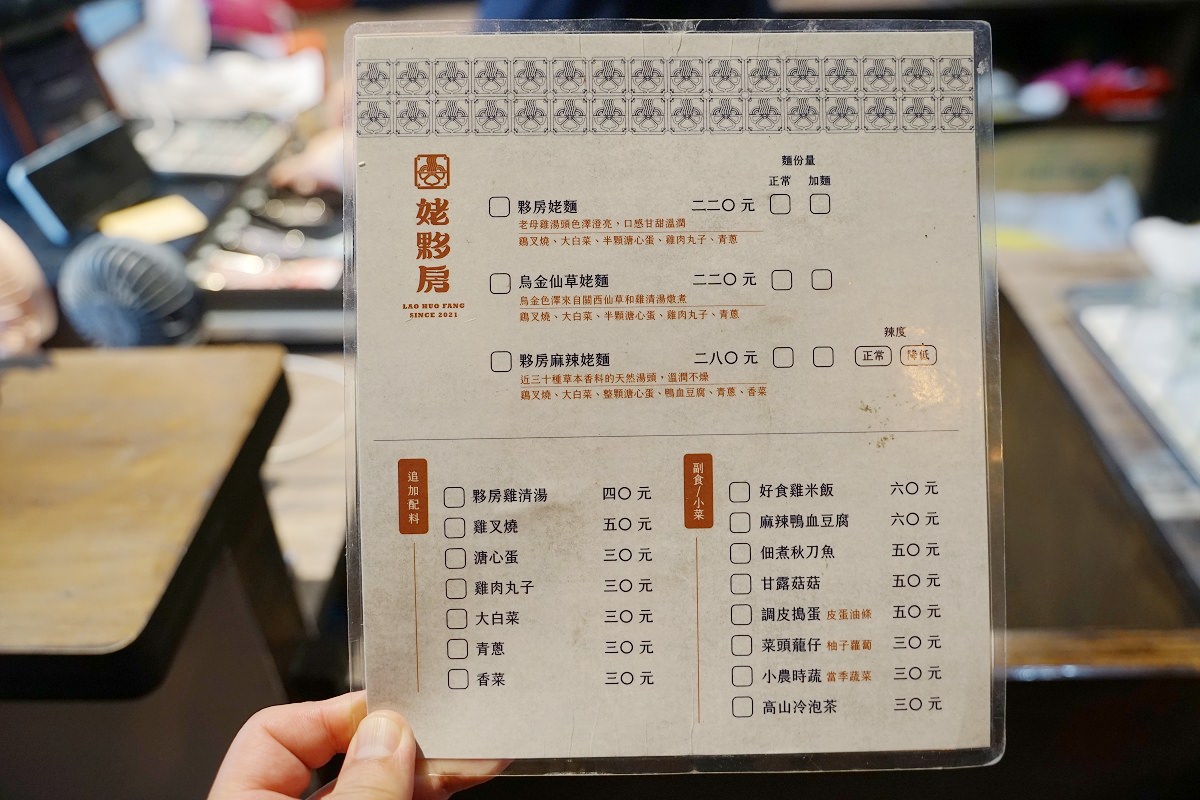 姥夥房
LAO HUO FANG
SINCE 2021
麵份量
正常 加麵
夥房姥麵 二二〇 元
老母雞湯頭色澤澄亮，口感甘甜溫潤
鷄叉燒、大白菜、半顆溏心蛋、雞肉丸子、青蔥
烏金仙草姥麵 二二〇 元
烏金色澤來自關西仙草和雞清湯燉煮
鷄叉燒、大白菜、半顆溏心蛋、雞肉丸子、青蔥
辣度
夥房麻辣姥麵 二八〇 元 正常 降低
近三十種草本香料的天然湯頭，溫潤不燥
鷄叉燒、大白菜、整顆溏心蛋、鴨血豆腐、青蔥、香菜
追加配料
夥房雞清湯 四〇 元
雞叉燒 五〇 元
溏心蛋 三〇 元
雞肉丸子 三〇 元
大白菜 三〇 元
青蔥 三〇 元
香菜 三〇 元
副食/小菜
好食雞米飯 六〇 元
麻辣鴨血豆腐 六〇 元
佃煮秋刀魚 五〇 元
甘露菇菇 五〇 元
調皮搗蛋 皮蛋油條 五〇 元
菜頭龍仔 柚子蘿蔔 三〇 元
小農時蔬 當季蔬菜 三〇 元
高山冷泡茶 三〇 元